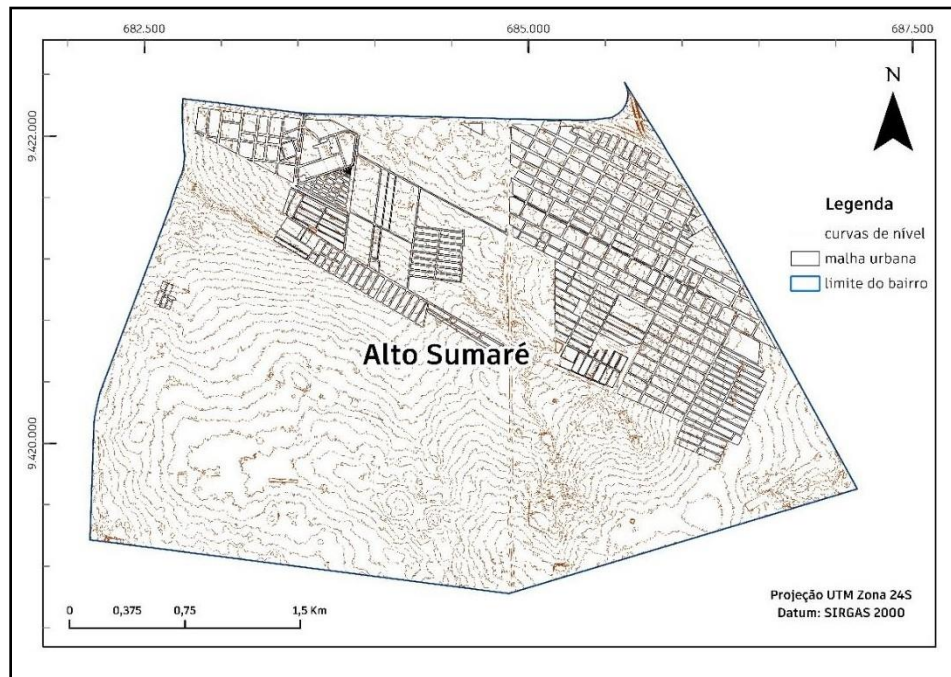 682.500
685.000
687.500
9.422.000
N
Legenda
curvas de nível
malha urbana
limite do bairro
Alto Sumaré
9.420.000
0 0,375 0,75 1,5 Km
Projeção UTM Zona 24S
Datum: SIRGAS 2000